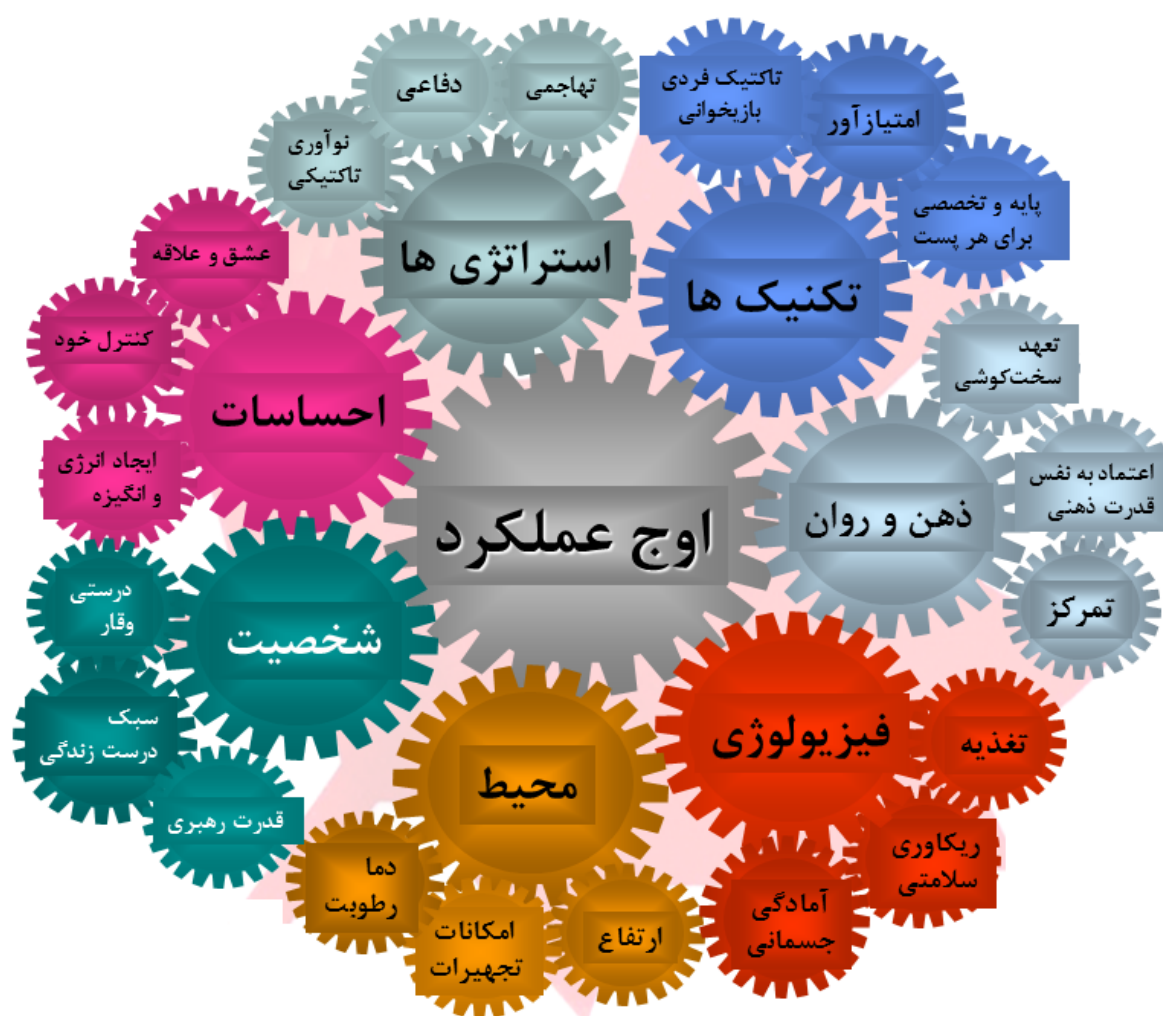 تهاجمی
دفاعی
نوآوری
تاکتیکی
استراتژی ها
تاکتیک فردی
بازیخوانی
امتیازآور
پایه و تخصصی
برای هر پست
تکنیک ها
تعهد
سخت‌کوشی
اعتماد به نفس
قدرت ذهنی
تمرکز
ذهن و روان
عشق و علاقه
کنترل خود
ایجاد انرژی
و انگیزه
احساسات
اوج عملکرد
درستی
وقار
سبک
درست زندگی
قدرت رهبری
شخصیت
محیط
دما
رطوبت
امکانات
تجهیرات
ارتفاع
فیزیولوژی
تغذیه
ریکاوری
سلامتی
آمادگی
جسمانی